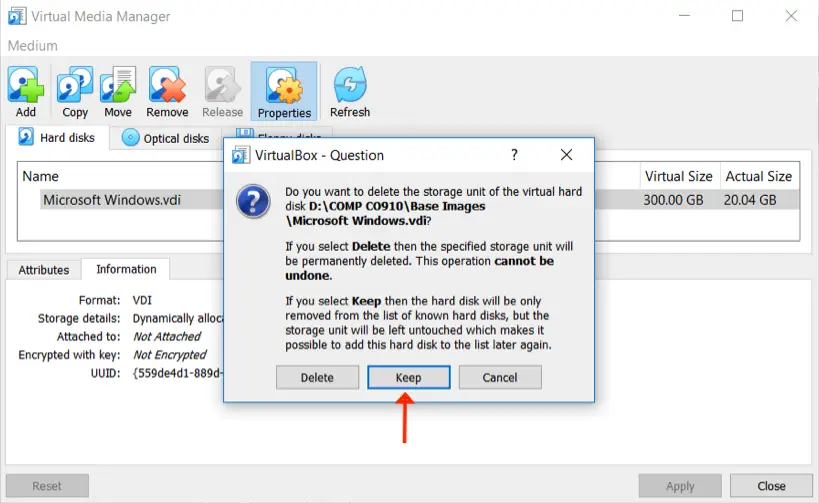 Virtual Media Manager
Medium
Add Copy Move Remove Release Properties Refresh
Hard disks Optical disks Floppy disks
Name Virtual Size Actual Size
Microsoft Windows.vdi 300.00 GB 20.04 GB
VirtualBox - Question ?
Do you want to delete the storage unit of the virtual hard
disk D:\COMP CO910\Base Images
\Microsoft Windows.vdi?
If you select Delete then the specified storage unit will
be permanently deleted. This operation cannot be
undone.
If you select Keep then the hard disk will be only
removed from the list of known hard disks, but the
storage unit will be left untouched which makes it
possible to add this hard disk to the list later again.
Delete Keep Cancel
Attributes Information
Format: VDI
Storage details: Dynamically alloca
Attached to: Not Attached
Encrypted with key: Not Encrypted
UUID: {559de4d1-889d-
Reset Apply Close